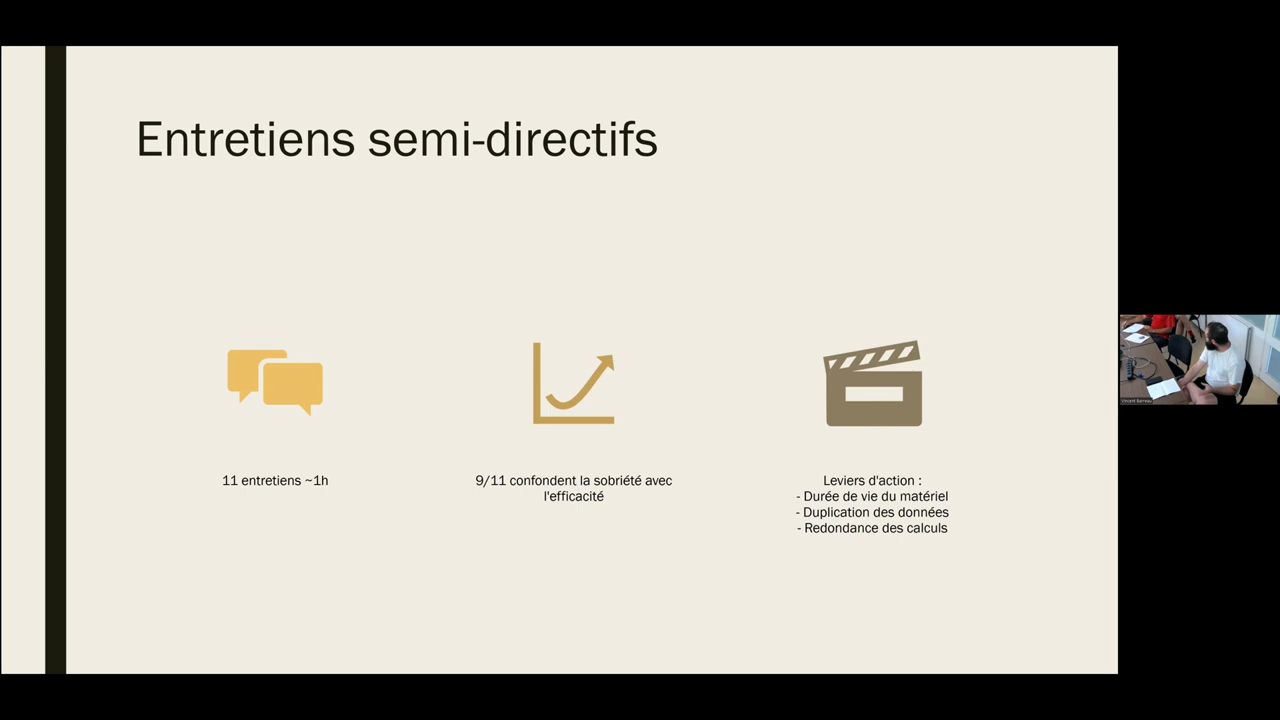 Entretiens semi-directifs
11 entretiens ~1h
9/11 confondent la sobriété avec
l'efficacité
Leviers d'action :
- Durée de vie du matériel
- Duplication des données
- Redondance des calculs